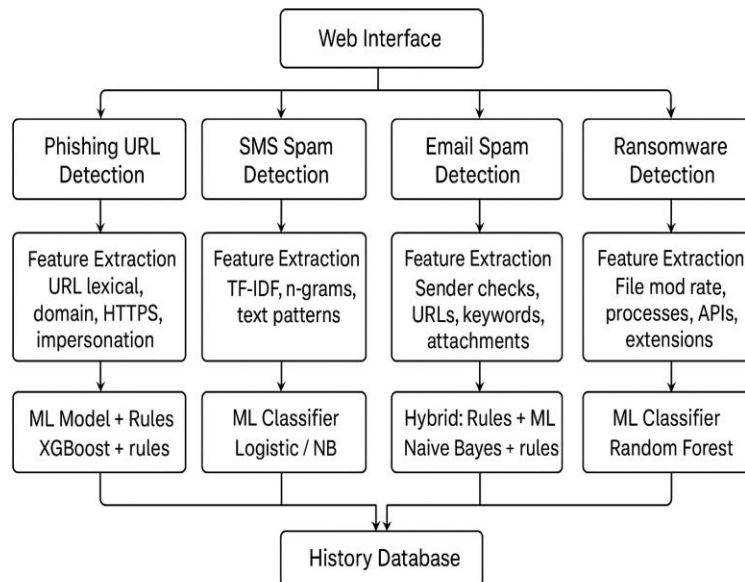 Web Interface
Phishing URL
Detection
SMS Spam
Detection
Email Spam
Detection
Ransomware
Detection
Feature Extraction
URL lexical,
domain, HTTPS,
impersonation
Feature Extraction
TF-IDF, n-grams,
text patterns
Feature Extraction
Sender checks,
URLs, keywords,
attachments
Feature Extraction
File mod rate,
processes, APIs,
extensions
ML Model + Rules
XGBoost + rules
ML Classifier
Logistic / NB
Hybrid: Rules + ML
Naive Bayes + rules
ML Classifier
Random Forest
History Database